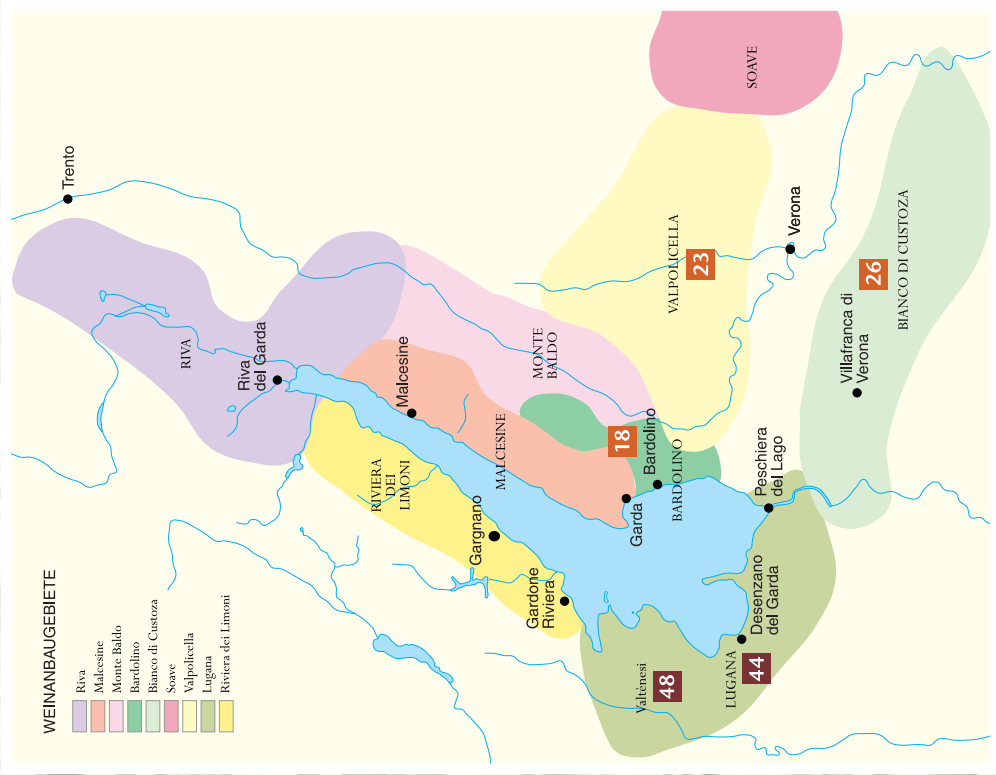 WEINANBAUGEBIETE
Riva
Malcesine
Monte Baldo
Bardolino
Bianco di Custoza
Soave
Valpolicella
Lugana
Riviera dei Limoni
Trento
RIVA
Riva
del Garda
Malcesine
RIVIERA
DEI
LIMONI
MALCESINE
MONTE
BALDO
Gargnano
Gardone
Riviera
Garda
18
Bardolino
BARDOLINO
VALPOLICELLA
23
SOAVE
Verona
Valtènesi
48
LUGANA
44
Desenzano
del Garda
Peschiera
del Lago
Villafranca di
Verona
26
BIANCO DI CUSTOZA